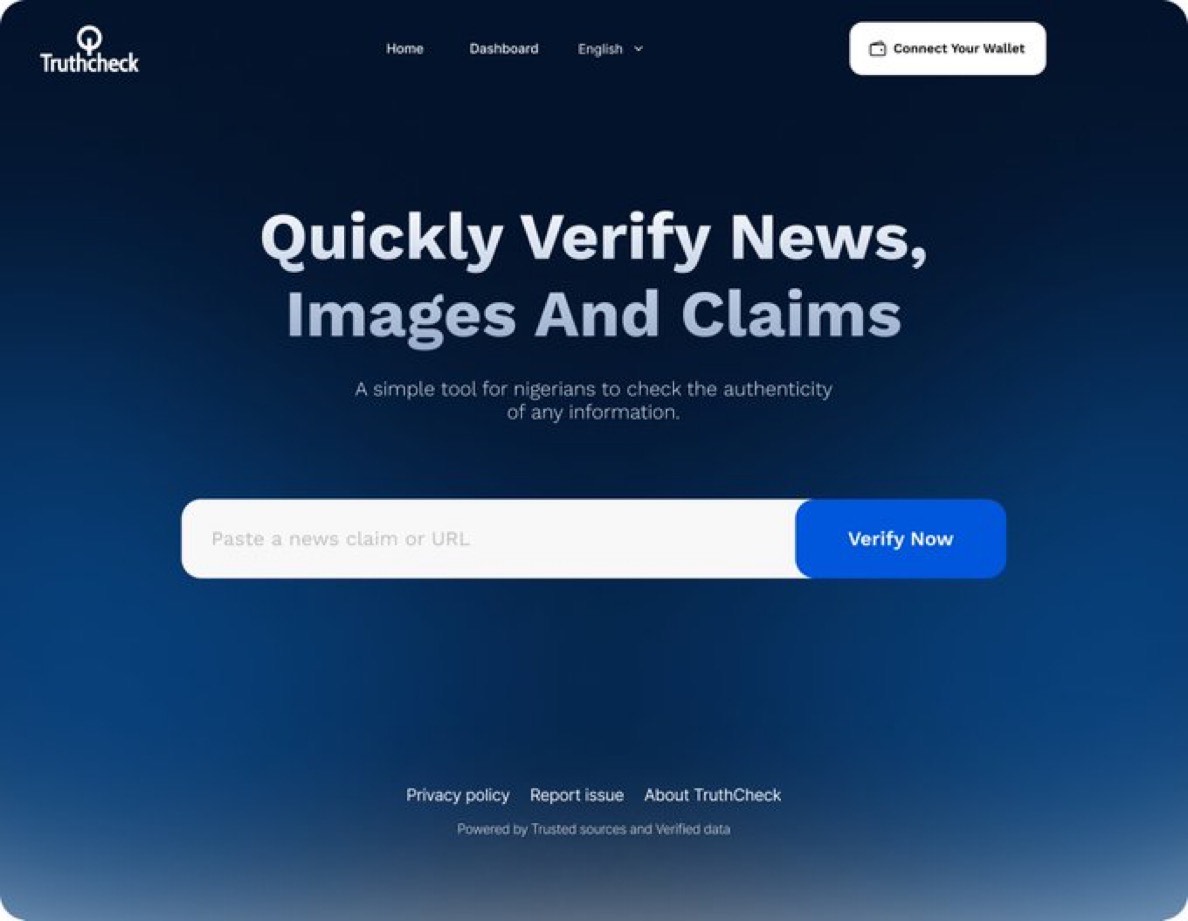 Truthcheck
Home Dashboard English
Connect Your Wallet
Quickly Verify News,
Images And Claims
A simple tool for nigerians to check the authenticity
of any information.
Paste a news claim or URL
Verify Now
Privacy policy Report issue About TruthCheck
Powered by Trusted sources and Verified data